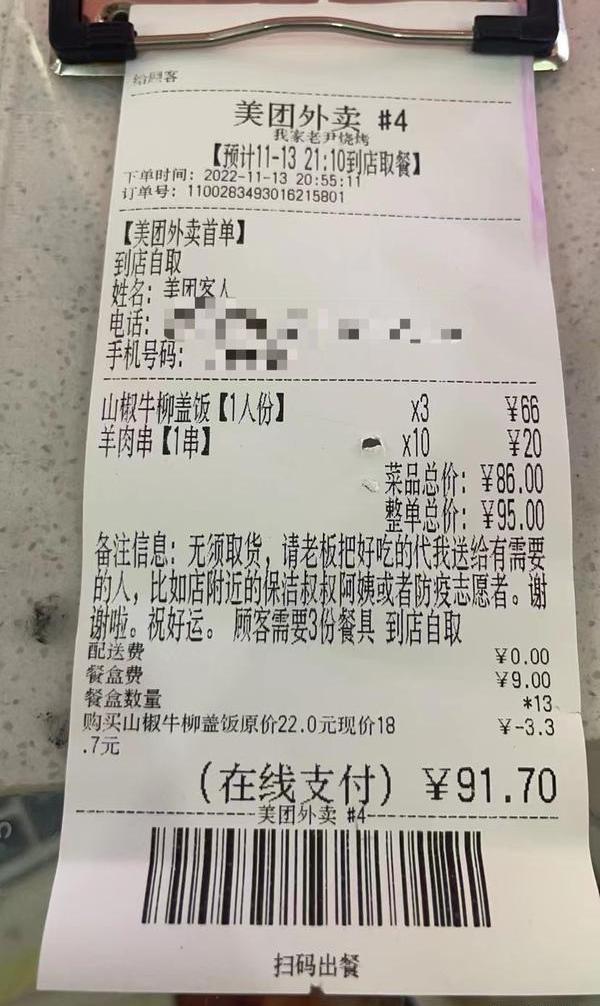 给顾客
美团外卖 #4
我家老尹烧烤
【预计11-13 21:10到店取餐】
下单时间: 2022-11-13 20:55:11
订单号: 1100283493016215801
【美团外卖首单】
到店自取
姓名: 美团客人
电话:
手机号码:
山椒牛柳盖饭【1人份】 x3 ¥66
羊肉串【1串】 x10 ¥20
菜品总价: ¥86.00
整单总价: ¥95.00
备注信息: 无须取货, 请老板把好吃的代我送给有需要
的人, 比如店附近的保洁叔叔阿姨或者防疫志愿者。谢
谢啦。祝好运。 顾客需要3份餐具 到店自取
配送费 ¥0.00
餐盒费 ¥9.00
餐盒数量 *13
购买山椒牛柳盖饭原价22.0元现价18 ¥-3.3
.7元
(在线支付) ¥91.70
美团外卖 #4
扫码出餐